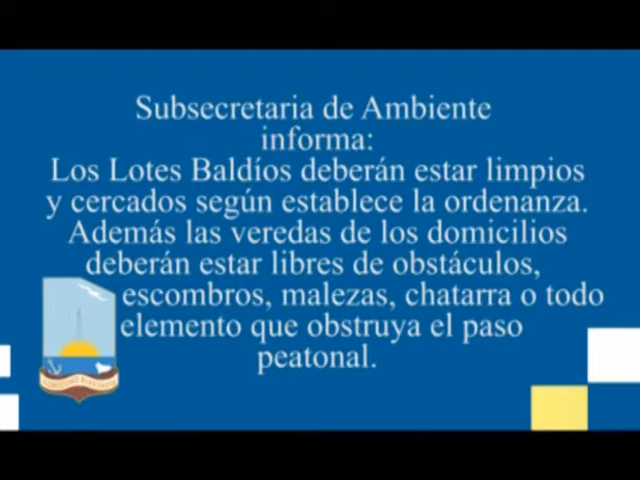 Subsecretaria de Ambiente
informa:
Los Lotes Baldíos deberán estar limpios
y cercados según establece la ordenanza.
Además las veredas de los domicilios
deberán estar libres de obstáculos,
escombros, malezas, chatarra o todo
elemento que obstruya el paso
peatonal.